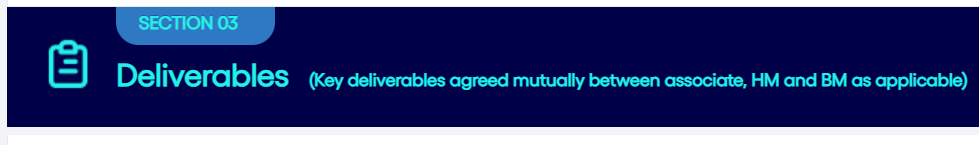 SECTION 03
Deliverables (Key deliverables agreed mutually between associate, HM and BM as applicable)